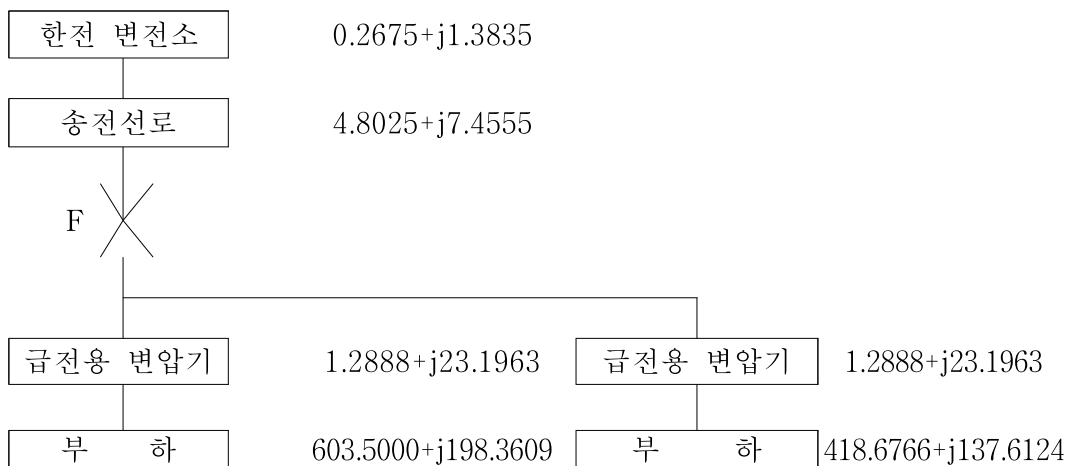 한전 변전소 0.2675+j1.3835
송전선로 4.8025+j7.4555
F
급전용 변압기 1.2888+j23.1963 급전용 변압기 1.2888+j23.1963
부 하 603.5000+j198.3609 부 하 418.6766+j137.6124